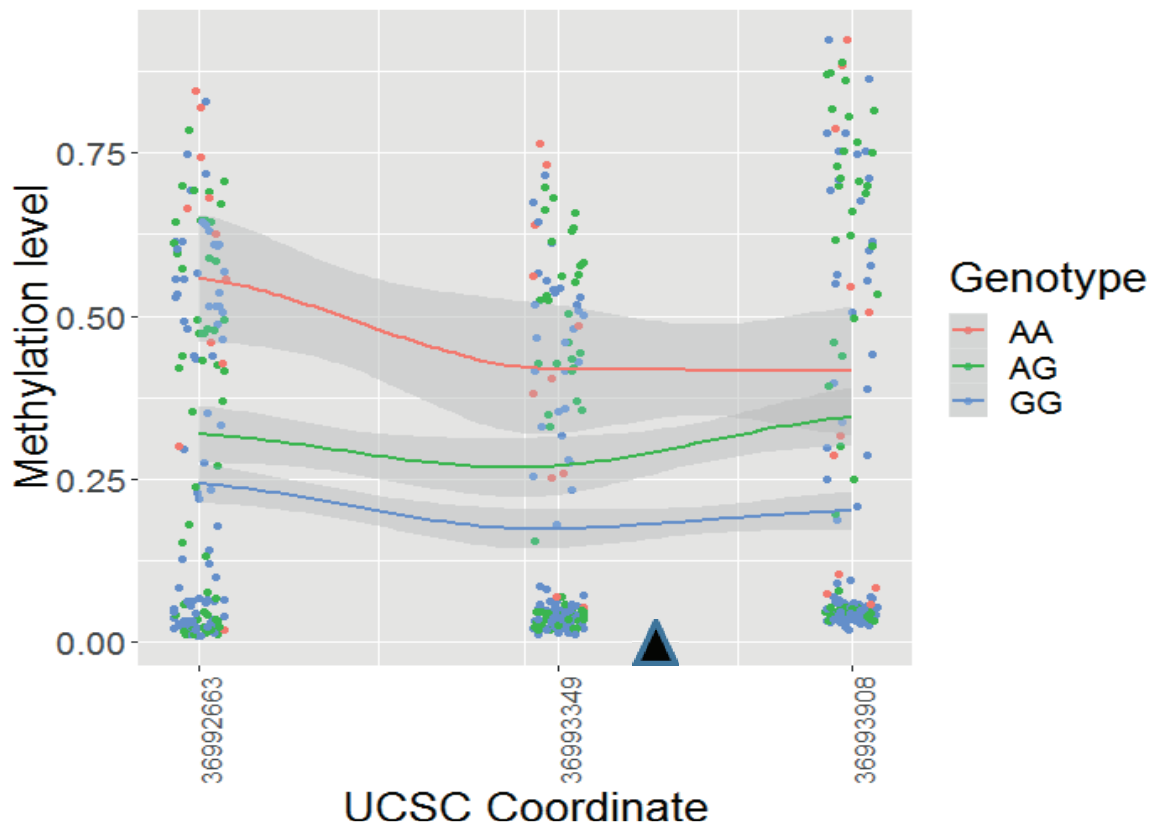 Methylation level
0.75
0.50
0.25
0.00
36992663
36993349
36993908
UCSC Coordinate
Genotype
AA
AG
GG